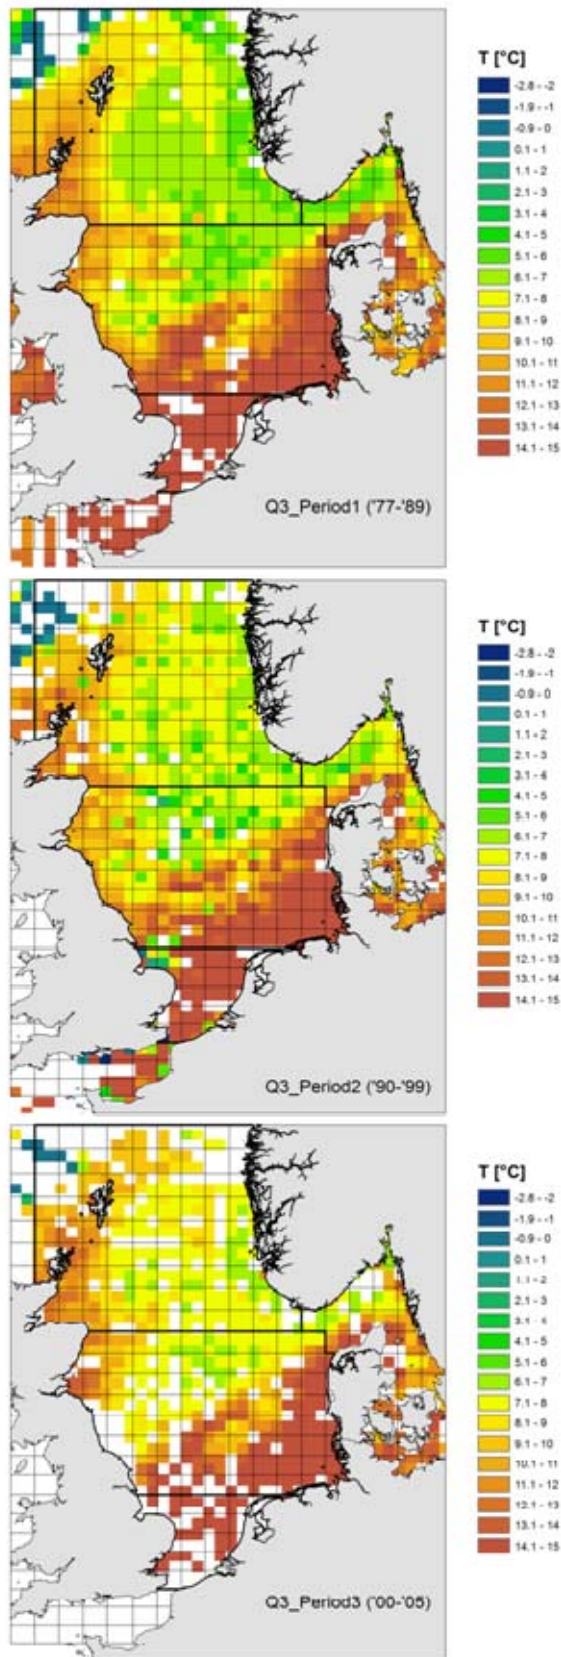 T [°C]
-2.8 - -2
-1.9 - -1
-0.9 - 0
0.1 - 1
1.1 - 2
2.1 - 3
3.1 - 4
4.1 - 5
5.1 - 6
6.1 - 7
7.1 - 8
8.1 - 9
9.1 - 10
10.1 - 11
11.1 - 12
12.1 - 13
13.1 - 14
14.1 - 15
Q3_Period1 ('77-'89)
T [°C]
-2.8 - -2
-1.9 - -1
-0.9 - 0
0.1 - 1
1.1 - 2
2.1 - 3
3.1 - 4
4.1 - 5
5.1 - 6
6.1 - 7
7.1 - 8
8.1 - 9
9.1 - 10
10.1 - 11
11.1 - 12
12.1 - 13
13.1 - 14
14.1 - 15
Q3_Period2 ('90-'99)
T [°C]
-2.8 - -2
-1.9 - -1
-0.9 - 0
0.1 - 1
1.1 - 2
2.1 - 3
3.1 - 4
4.1 - 5
5.1 - 6
6.1 - 7
7.1 - 8
8.1 - 9
9.1 - 10
10.1 - 11
11.1 - 12
12.1 - 13
13.1 - 14
14.1 - 15
Q3_Period3 ('00-'05)